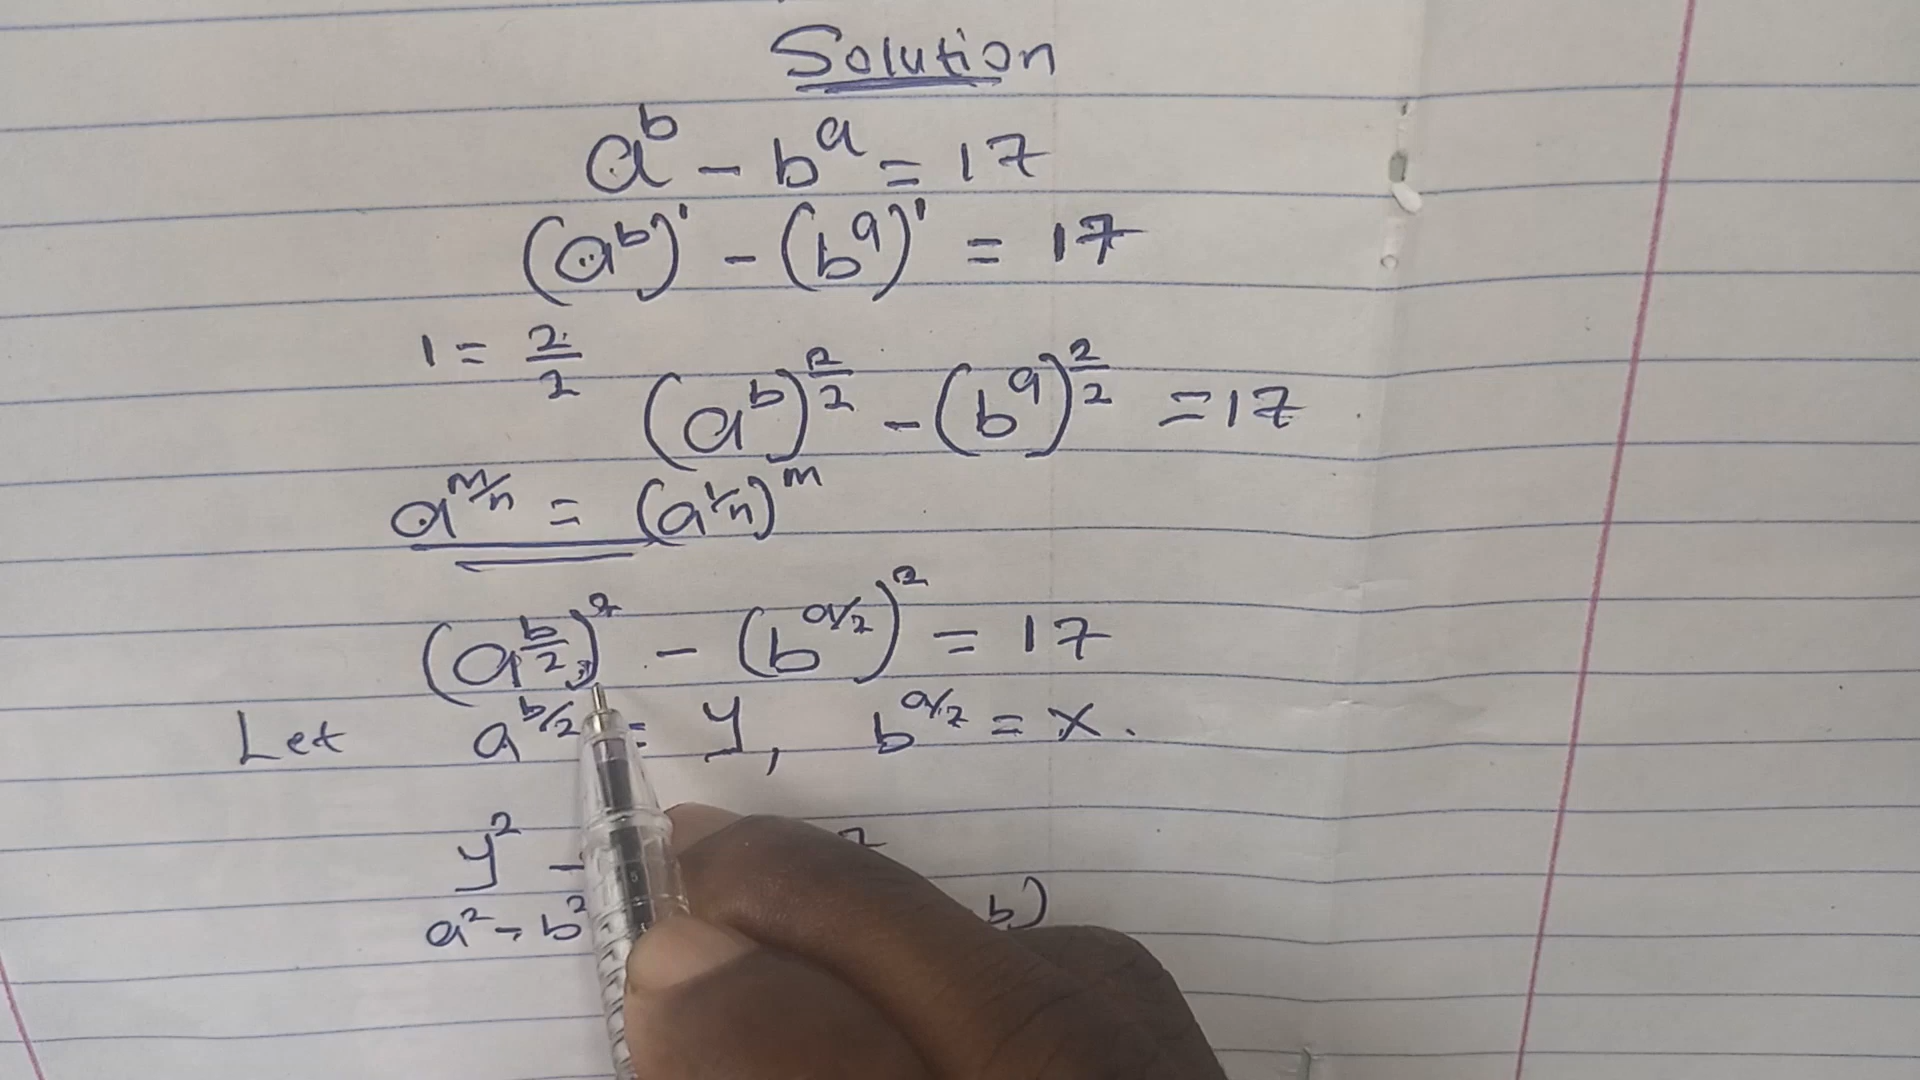 Solution
a^b - b^a = 17
(a^b)^1 - (b^a)^1 = 17
1 = 2/2 (a^b)^(2/2) - (b^a)^(2/2) = 17
a^(m/n) = (a^(1/n))^m
(a^(b/2))^2 - (b^(a/2))^2 = 17
Let a^(b/2) = y, b^(a/2) = x.
y^2 -
a^2 - b^2 b)